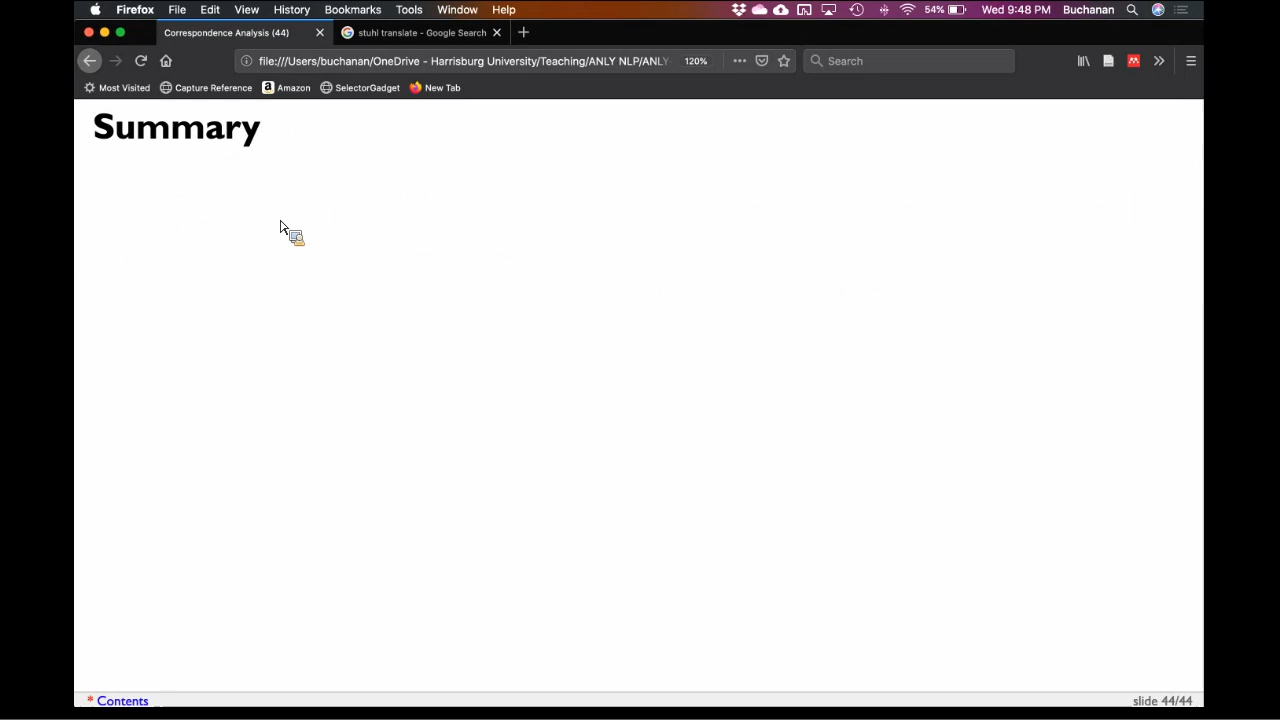 Firefox File Edit View History Bookmarks Tools Window Help 54% Wed 9:48 PM Buchanan
Correspondence Analysis (44) stuhl translate - Google Search
file:///Users/buchanan/OneDrive - Harrisburg University/Teaching/ANLY NLP/ANLY 120% Search
Most Visited Capture Reference Amazon SelectorGadget New Tab
Summary
* Contents slide 44/44